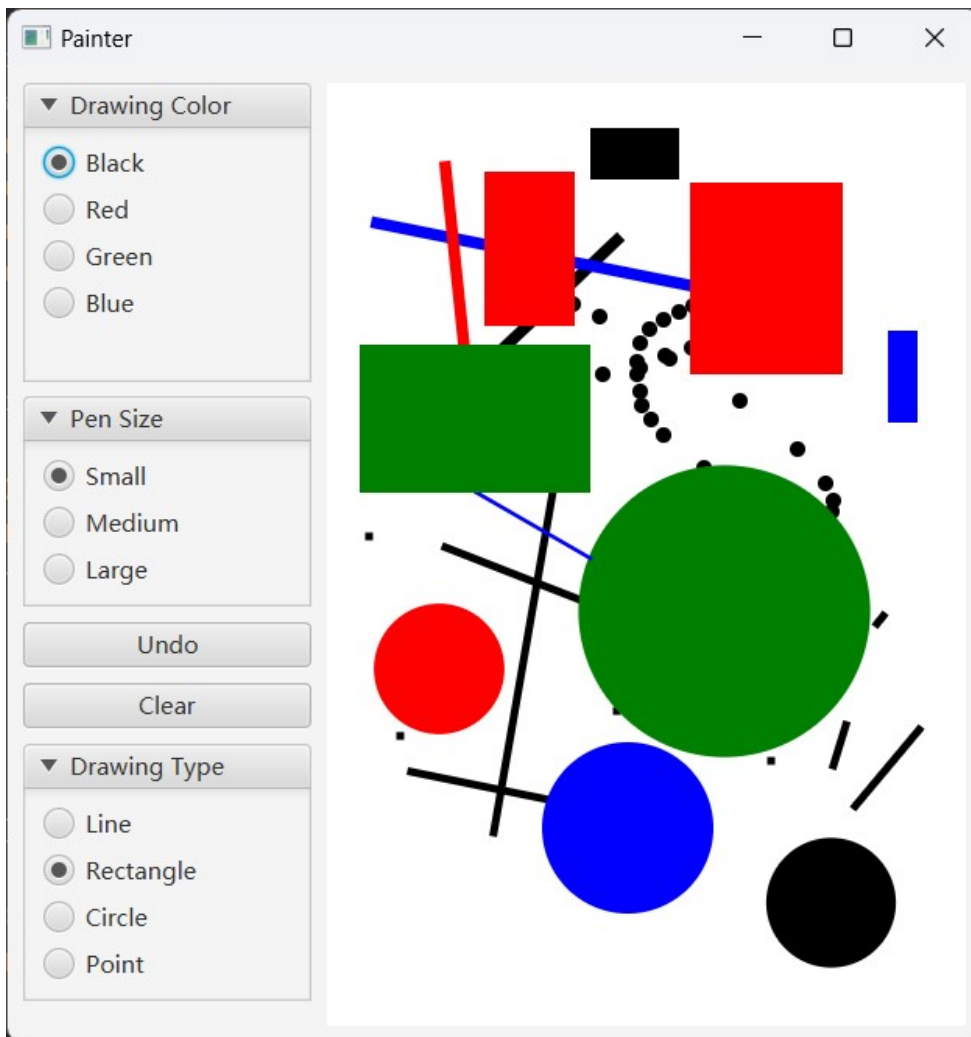 Painter
Drawing Color
Black
Red
Green
Blue
Pen Size
Small
Medium
Large
Undo
Clear
Drawing Type
Line
Rectangle
Circle
Point